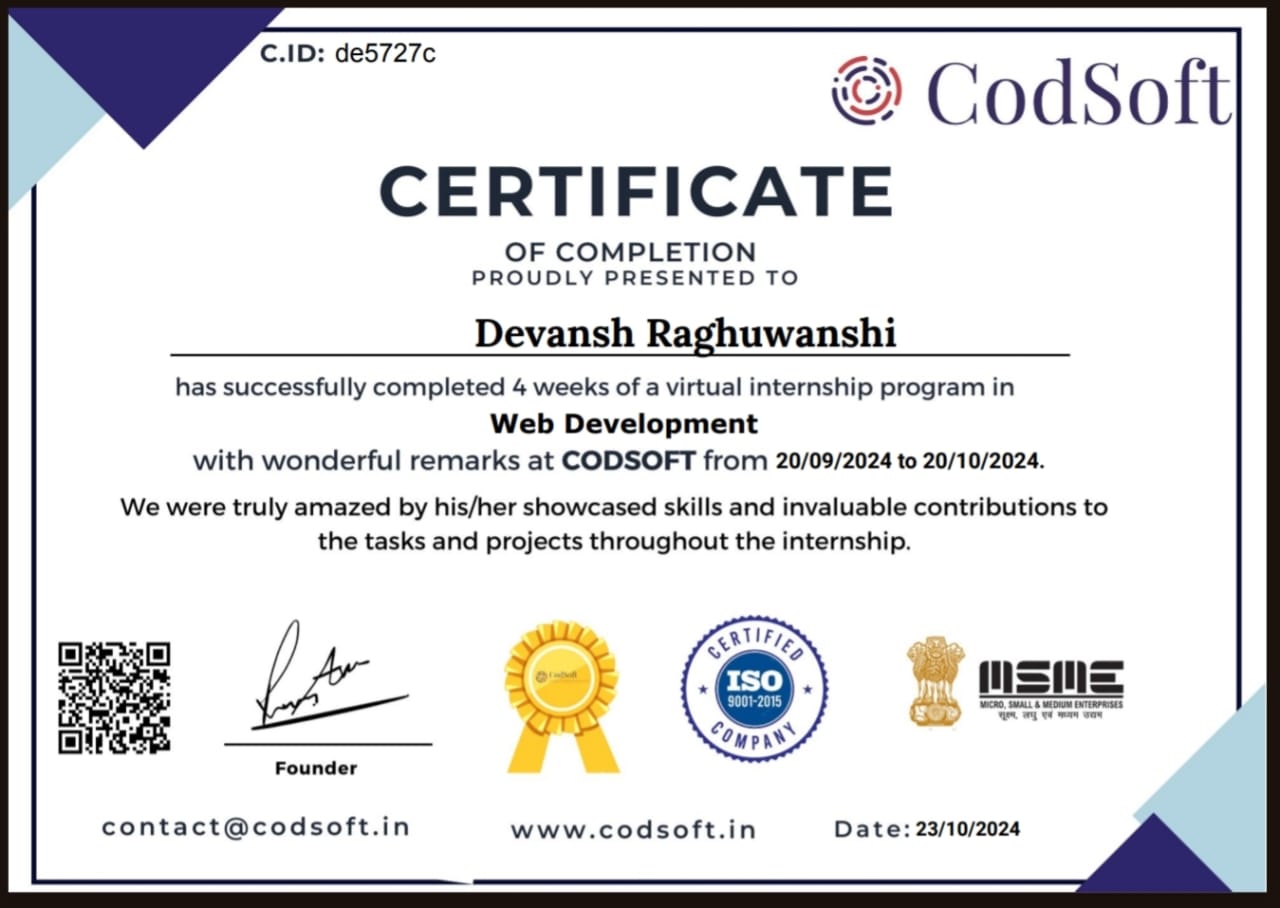 C.ID: de5727c
CodSoft
CERTIFICATE
OF COMPLETION
PROUDLY PRESENTED TO
Devansh Raghuwanshi
has successfully completed 4 weeks of a virtual internship program in
Web Development
with wonderful remarks at CODSOFT from 20/09/2024 to 20/10/2024.
We were truly amazed by his/her showcased skills and invaluable contributions to
the tasks and projects throughout the internship.
CodSoft
CERTIFIED
ISO
9001-2015
COMPANY
MSME
MICRO, SMALL & MEDIUM ENTERPRISES
सूक्ष्म, लघु एवं मध्यम उद्यम
Founder
contact@codsoft.in
www.codsoft.in
Date: 23/10/2024